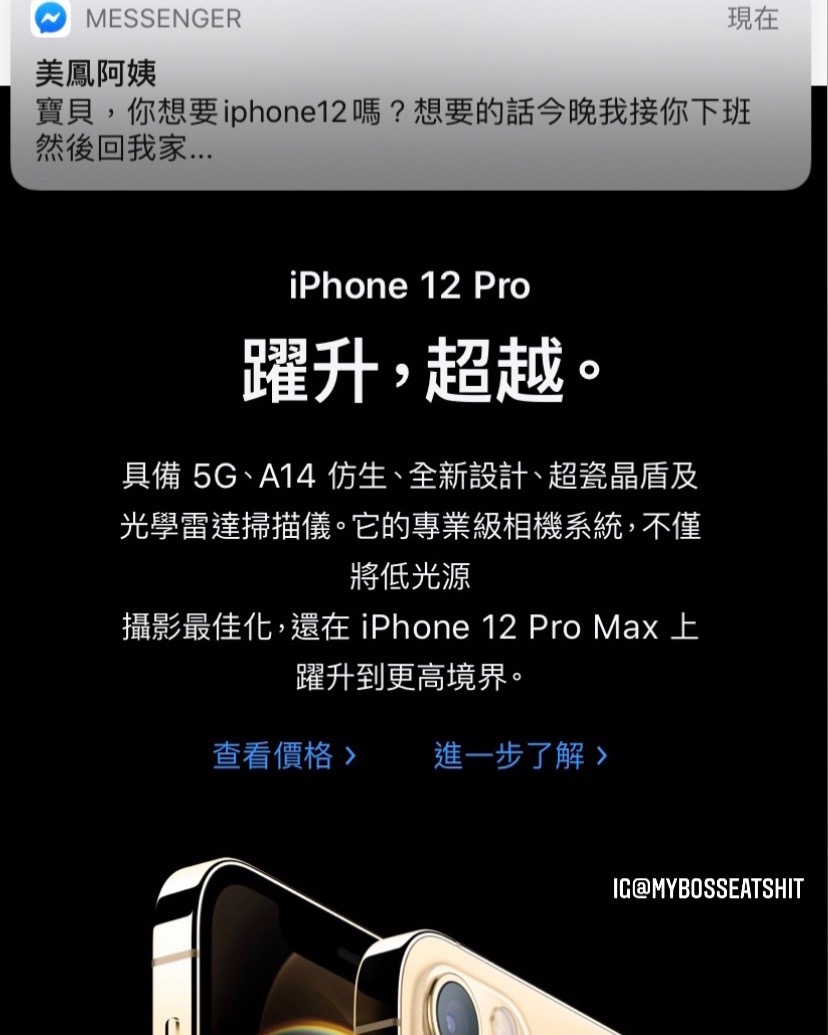 MESSENGER 現在
美鳳阿姨
寶貝，你想要iphone12嗎？想要的話今晚我接你下班
然後回我家...
iPhone 12 Pro
躍升，超越。
具備 5G、A14 仿生、全新設計、超瓷晶盾及
光學雷達掃描儀。它的專業級相機系統，不僅
將低光源
攝影最佳化，還在 iPhone 12 Pro Max 上
躍升到更高境界。
查看價格 > 進一步了解 >
IG@MYBOSSEATSHIT